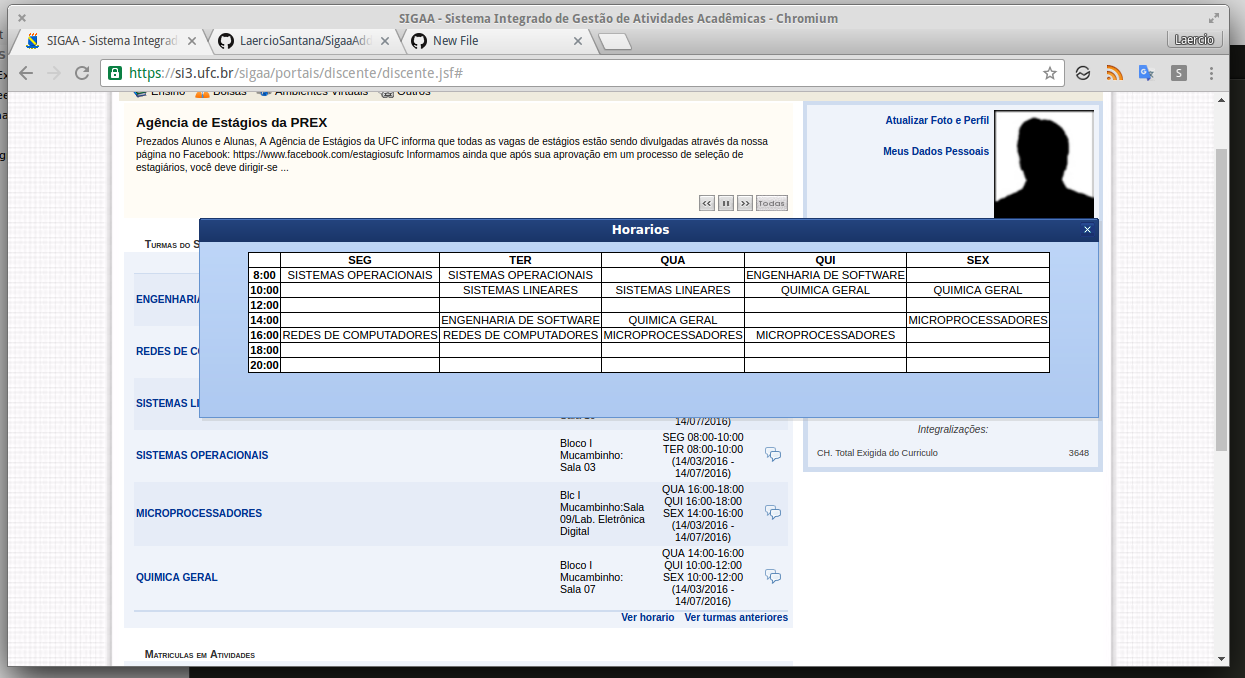 SIGAA - Sistema Integrado de Gestão de Atividades Acadêmicas - Chromium
SIGAA - Sistema Integrad
LaercioSantana/SigaaAdd
New File
Laercio
https://si3.ufc.br/sigaa/portais/discente/discente.jsf#
Ensino Bolsas Ambientes Virtuais Outros
Agência de Estágios da PREX
Prezados Alunos e Alunas, A Agência de Estágios da UFC informa que todas as vagas de estágios estão sendo divulgadas através da nossa
página no Facebook: https://www.facebook.com/estagiosufc Informamos ainda que após sua aprovação em um processo de seleção de
estagiários, você deve dirigir-se ...
<< >> Todas
Atualizar Foto e Perfil
Meus Dados Pessoais
Turmas do S
Horarios
SEG TER QUA QUI SEX
8:00 SISTEMAS OPERACIONAIS SISTEMAS OPERACIONAIS ENGENHARIA DE SOFTWARE
10:00 SISTEMAS LINEARES SISTEMAS LINEARES QUIMICA GERAL QUIMICA GERAL
12:00
14:00 ENGENHARIA DE SOFTWARE QUIMICA GERAL MICROPROCESSADORES
16:00 REDES DE COMPUTADORES REDES DE COMPUTADORES MICROPROCESSADORES MICROPROCESSADORES
18:00
20:00
ENGENHARIA
REDES DE CO
SISTEMAS LI
14/07/2016)
SISTEMAS OPERACIONAIS
Bloco I
Mucambinho:
Sala 03
SEG 08:00-10:00
TER 08:00-10:00
(14/03/2016 -
14/07/2016)
MICROPROCESSADORES
Blc I
Mucambinho:Sala
09/Lab. Eletrônica
Digital
QUA 16:00-18:00
QUI 16:00-18:00
SEX 14:00-16:00
(14/03/2016 -
14/07/2016)
QUIMICA GERAL
Bloco I
Mucambinho:
Sala 07
QUA 14:00-16:00
QUI 10:00-12:00
SEX 10:00-12:00
(14/03/2016 -
14/07/2016)
Ver horario Ver turmas anteriores
Matriculas em Atividades
Integralizações:
CH. Total Exigida do Curriculo 3648